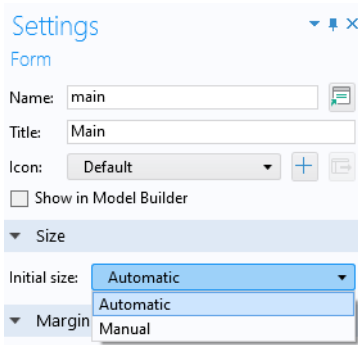 Settings
Form
Name: main
Title: Main
Icon: Default
Show in Model Builder
Size
Initial size: Automatic
Automatic
Margin
Manual